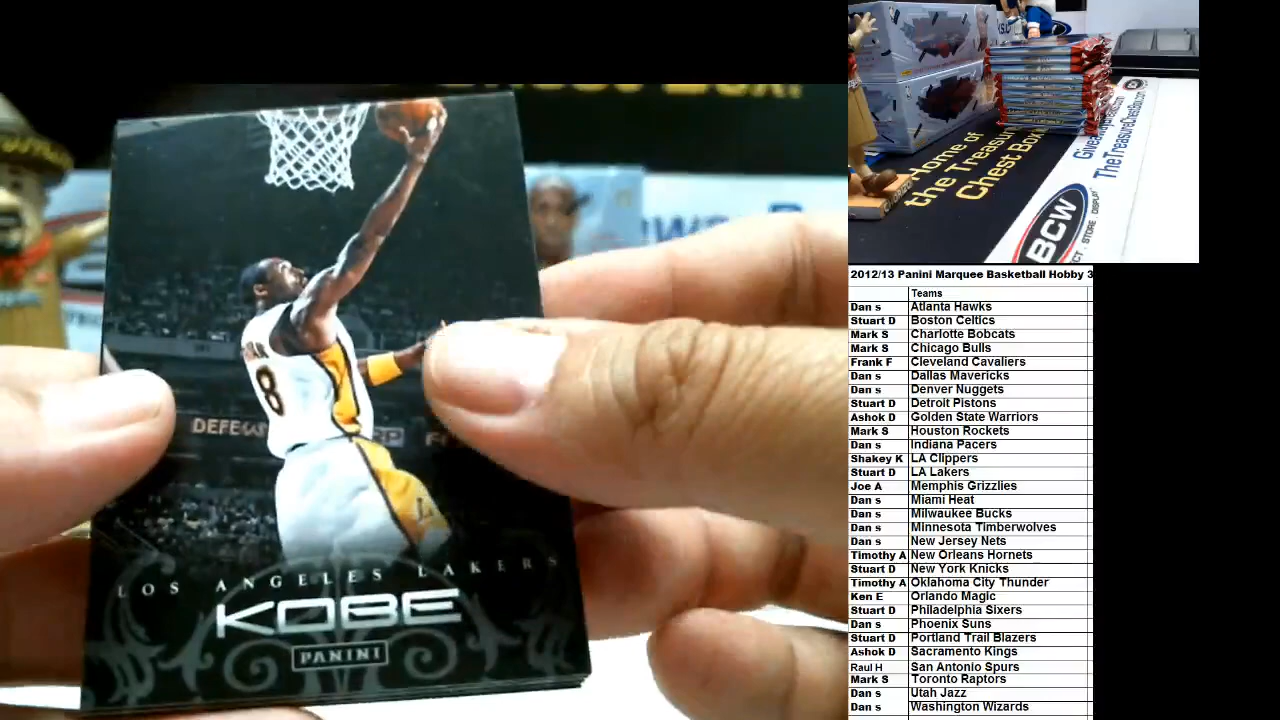 8
DEFEN
LOS ANGELES LAKERS
KOBE
PANINI
Home of
the Treasure
Chest Box
TheTreasureChestBox.com
BCW
STORE
2012/13 Panini Marquee Basketball Hobby 3
Teams
Dan s Atlanta Hawks
Stuart D Boston Celtics
Mark S Charlotte Bobcats
Mark S Chicago Bulls
Frank F Cleveland Cavaliers
Dan s Dallas Mavericks
Dan s Denver Nuggets
Stuart D Detroit Pistons
Ashok D Golden State Warriors
Mark S Houston Rockets
Dan s Indiana Pacers
Shakey K LA Clippers
Stuart D LA Lakers
Joe A Memphis Grizzlies
Dan s Miami Heat
Dan s Milwaukee Bucks
Dan s Minnesota Timberwolves
Dan s New Jersey Nets
Timothy A New Orleans Hornets
Stuart D New York Knicks
Timothy A Oklahoma City Thunder
Ken E Orlando Magic
Stuart D Philadelphia Sixers
Dan s Phoenix Suns
Stuart D Portland Trail Blazers
Ashok D Sacramento Kings
Raul H San Antonio Spurs
Mark S Toronto Raptors
Dan s Utah Jazz
Dan s Washington Wizards